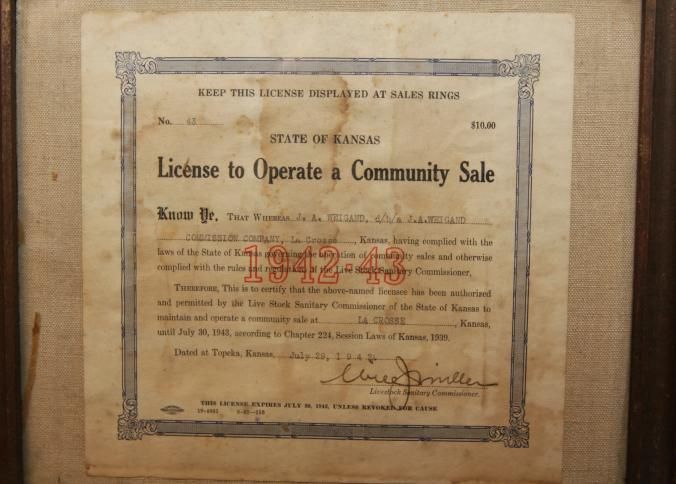 KEEP THIS LICENSE DISPLAYED AT SALES RINGS
No. 43 $10.00
STATE OF KANSAS
License to Operate a Community Sale
Know Ye, THAT WHEREAS J. A. WEIGAND, d/b/a J.A.WEIGAND
COMMISSION COMPANY, La Crosse, Kansas, having complied with the
laws of the State of Kansas governing the operation of community sales and otherwise
complied with the rules and regulation of the Live Stock Sanitary Commissioner,
1942-43
THEREFORE, This is to certify that the above-named licensee has been authorized
and permitted by the Live Stock Sanitary Commissioner of the State of Kansas to
maintain and operate a community sale at LA CROSSE, Kansas,
until July 30, 1943, according to Chapter 224, Session Laws of Kansas, 1939.
Dated at Topeka, Kansas, July 29, 1942.
Will J Miller
Livestock Sanitary Commissioner.
THIS LICENSE EXPIRES JULY 30, 1943, UNLESS REVOKED FOR CAUSE